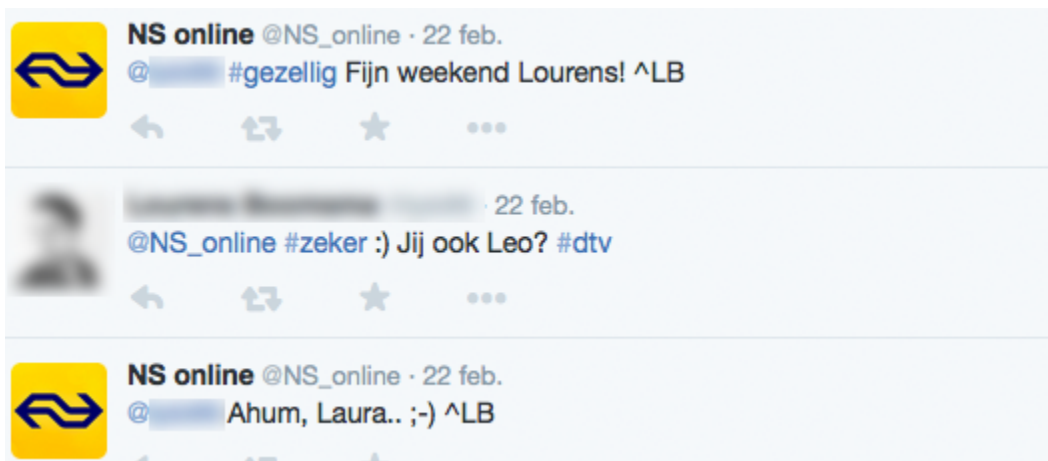 NS online @NS_online · 22 feb.
@ #gezellig Fijn weekend Lourens! ^LB
· 22 feb.
@NS_online #zeker :) Jij ook Leo? #dtv
NS online @NS_online · 22 feb.
@ Ahum, Laura.. ;-) ^LB